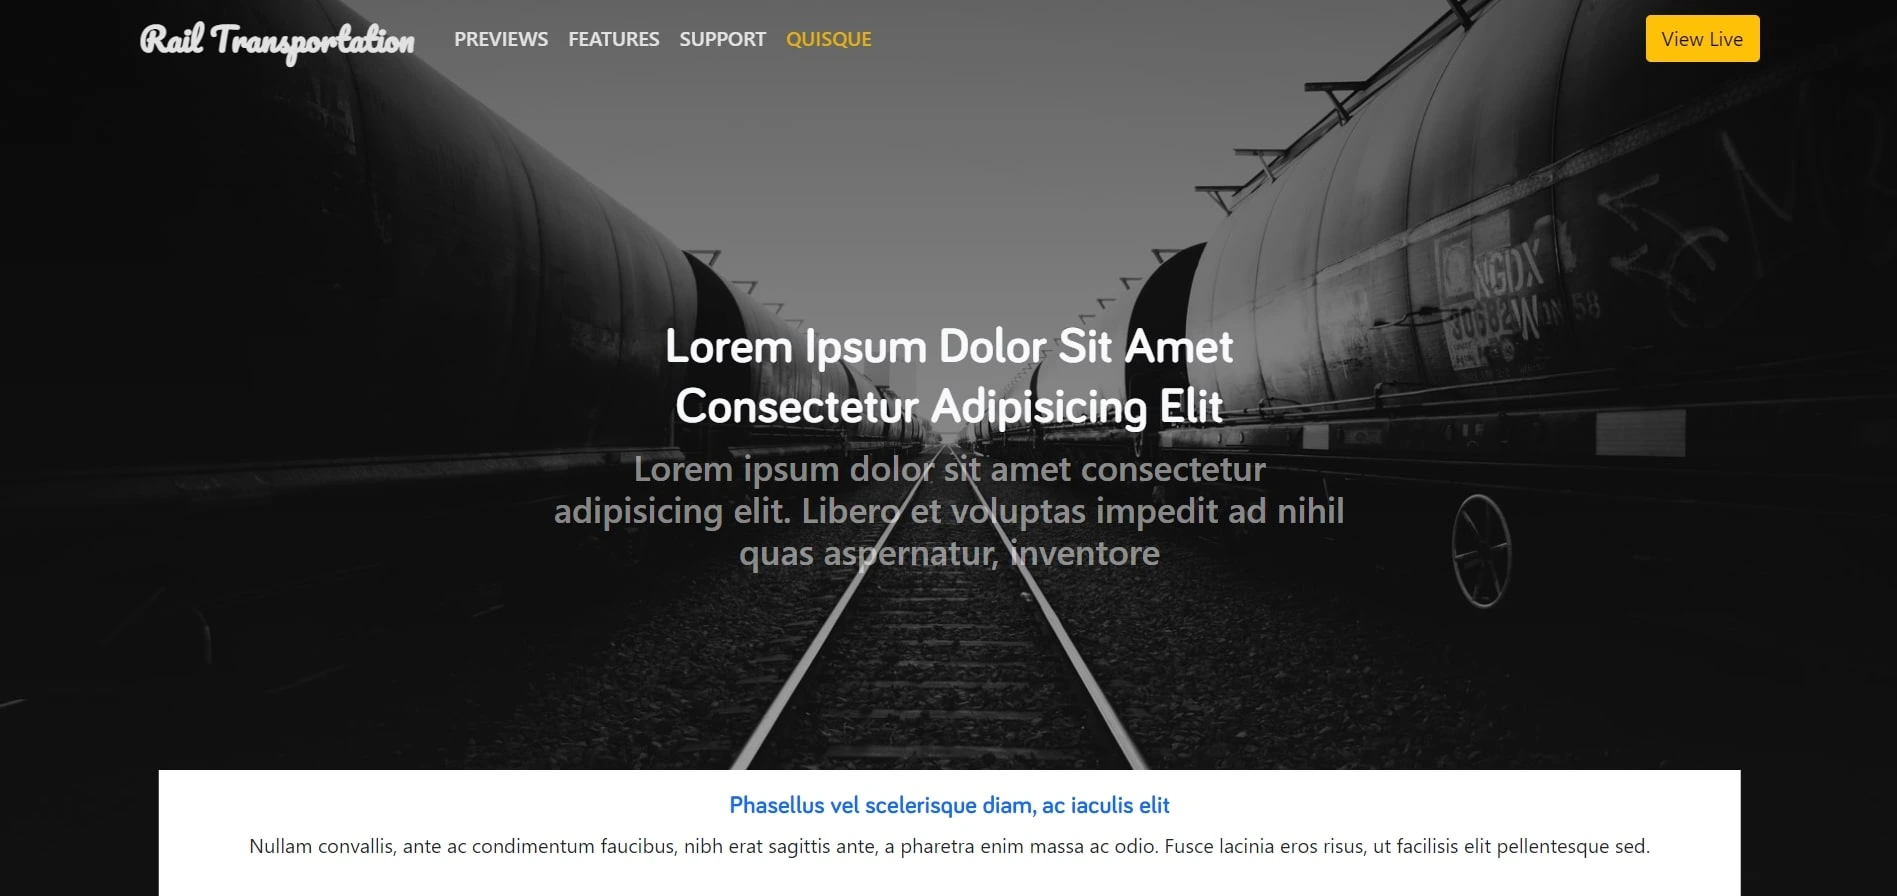 Rail Transportation
PREVIEWS FEATURES SUPPORT QUISQUE
View Live
NGDX
Lorem Ipsum Dolor Sit Amet
Consectetur Adipisicing Elit
Lorem ipsum dolor sit amet consectetur
adipisicing elit. Libero et voluptas impedit ad nihil
quas aspernatur, inventore
Phasellus vel scelerisque diam, ac iaculis elit
Nullam convallis, ante ac condimentum faucibus, nibh erat sagittis ante, a pharetra enim massa ac odio. Fusce lacinia eros risus, ut facilisis elit pellentesque sed.